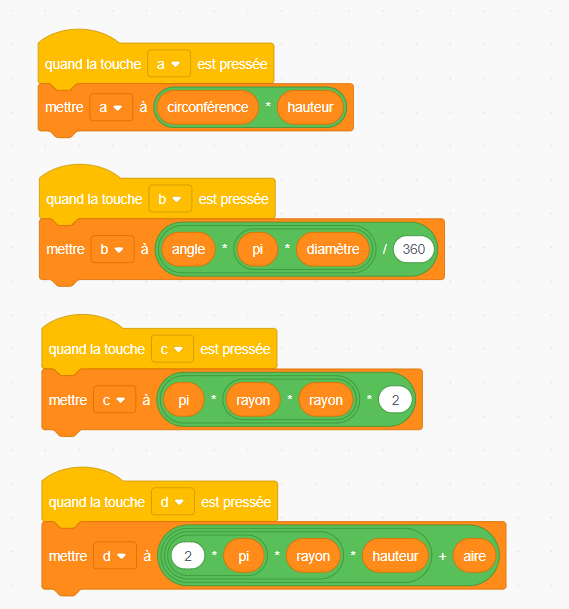 quand la touche a est pressée
mettre a à circonférence * hauteur
quand la touche b est pressée
mettre b à angle * pi * diamètre / 360
quand la touche c est pressée
mettre c à pi * rayon * rayon * 2
quand la touche d est pressée
mettre d à 2 * pi * rayon * hauteur + aire